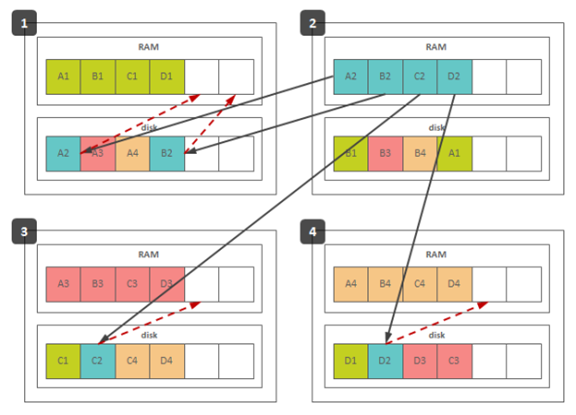 1
RAM
A1 B1 C1 D1
disk
A2 A3 A4 B2
2
RAM
A2 B2 C2 D2
disk
B1 B3 B4 A1
3
RAM
A3 B3 C3 D3
disk
C1 C2 C4 D4
4
RAM
A4 B4 C4 D4
disk
D1 D2 D3 C3